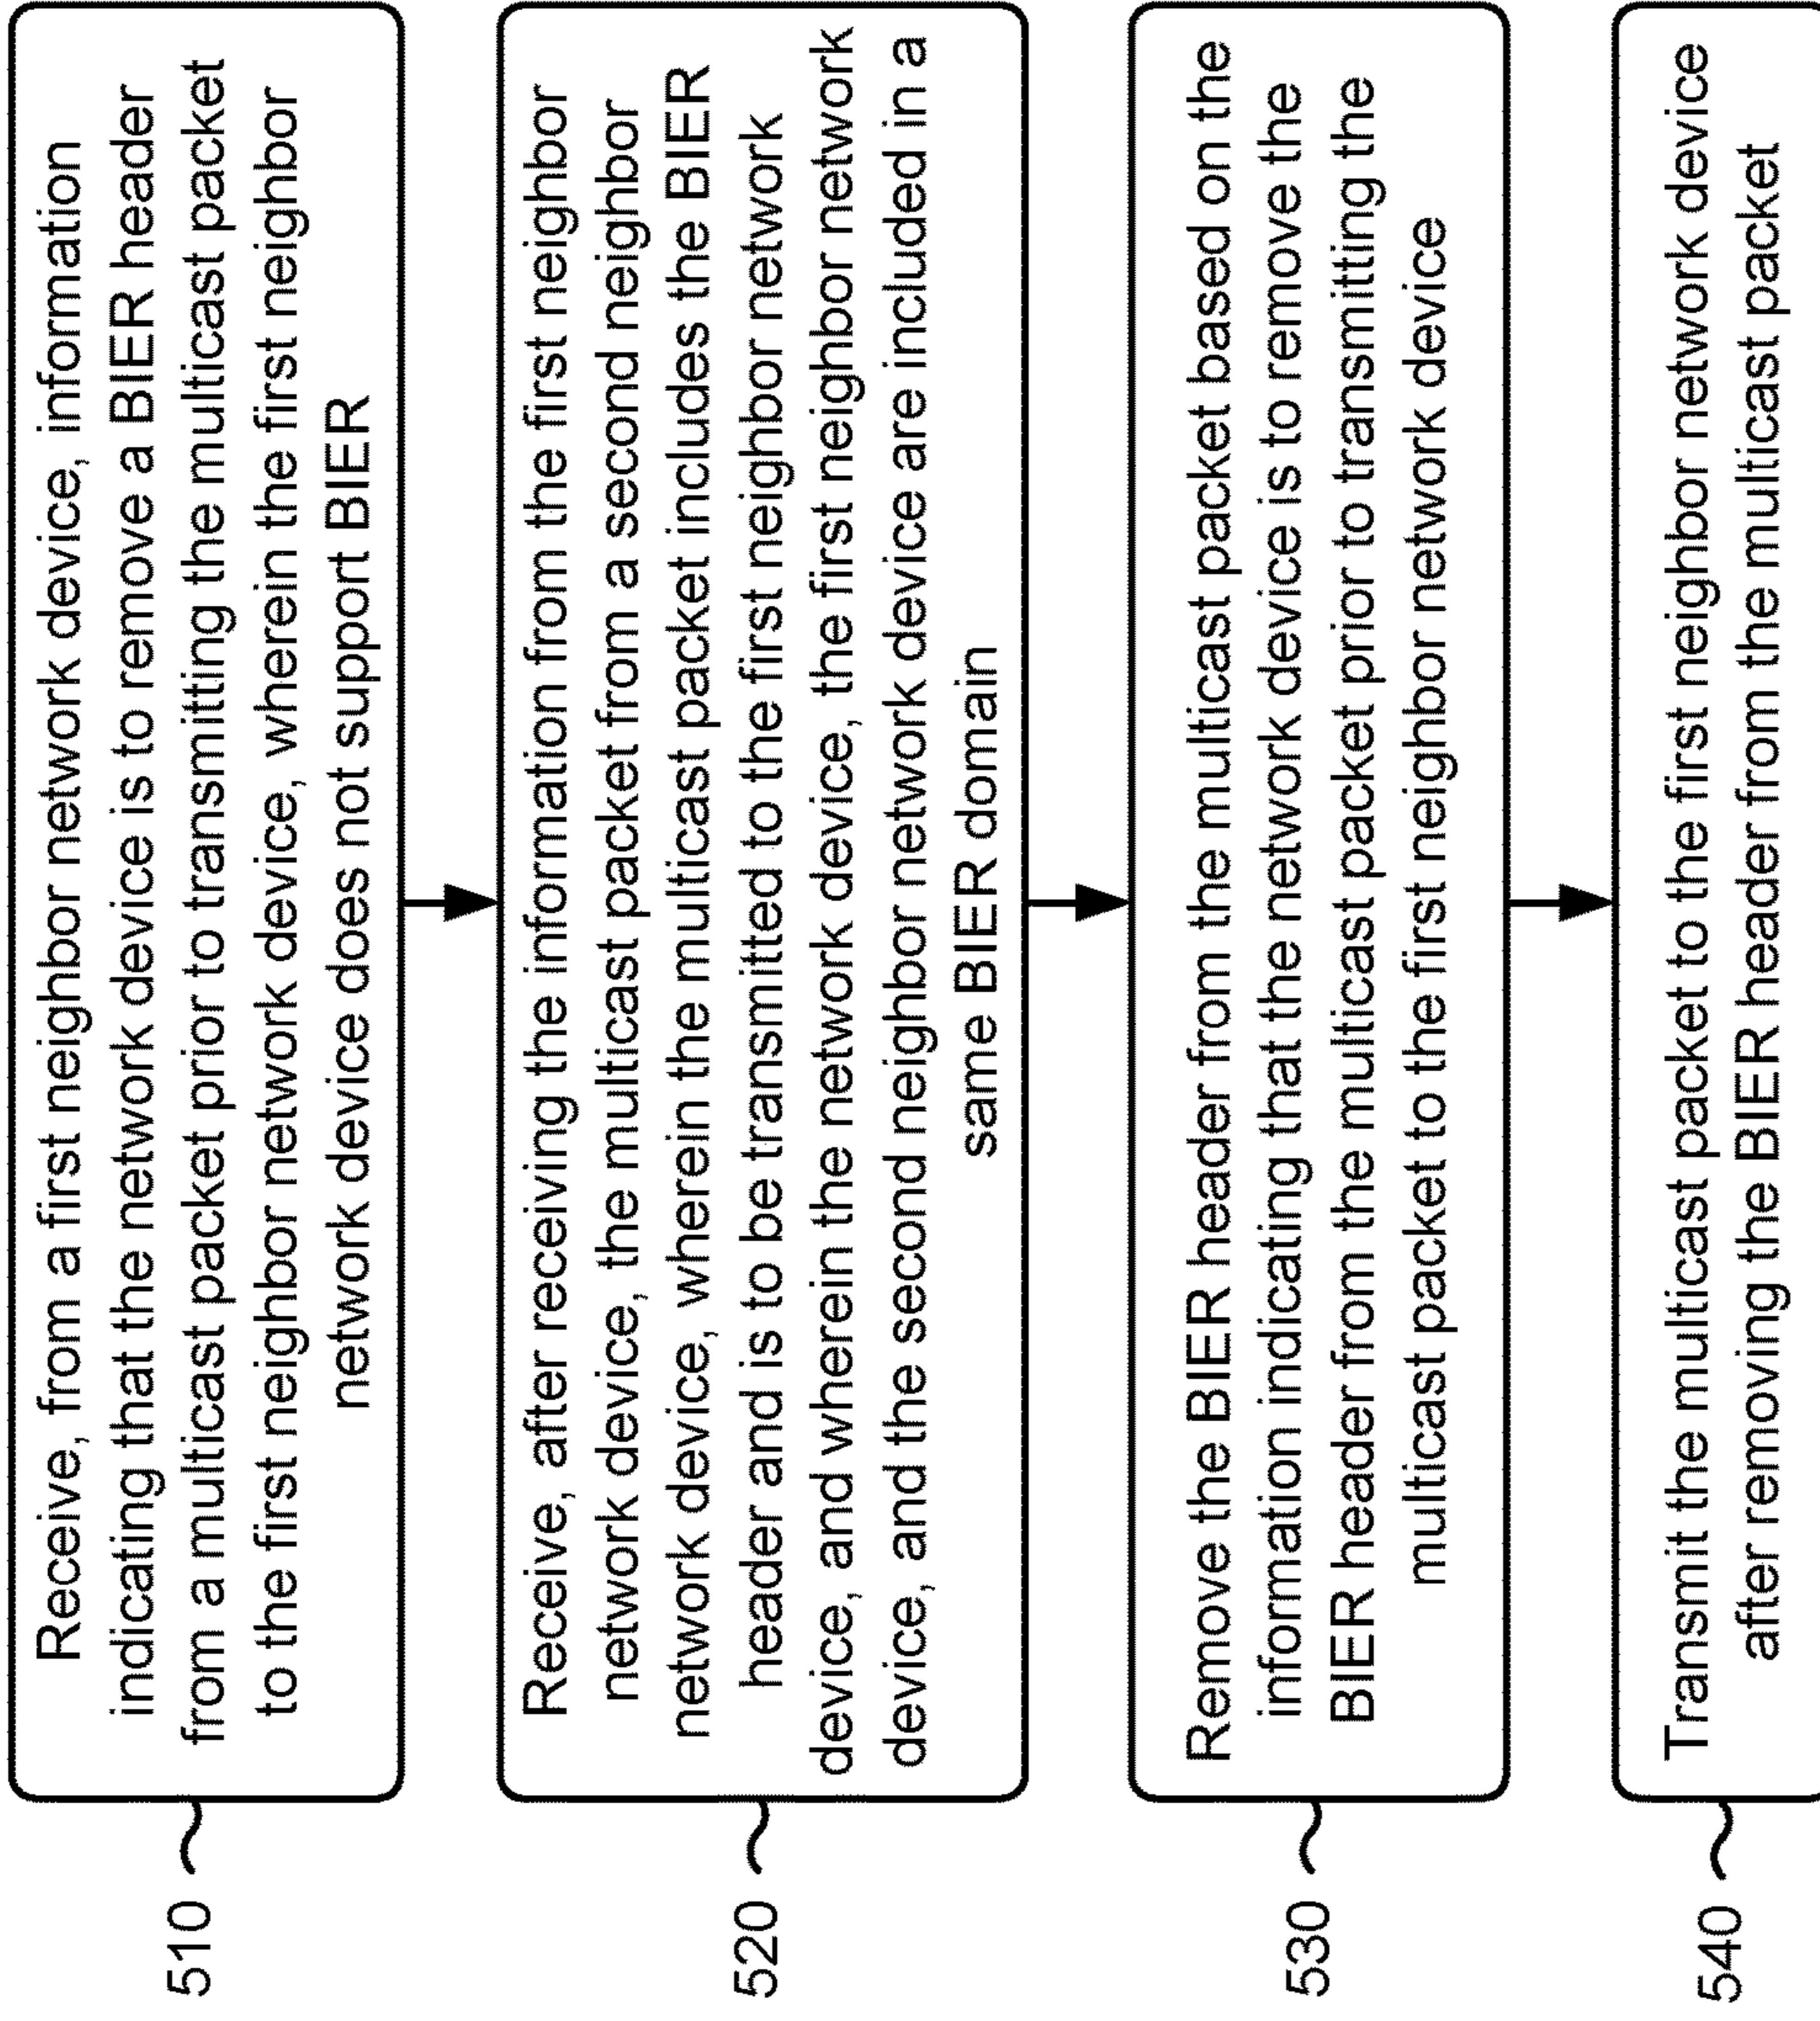 510
Receive, from a first neighbor network device, information
indicating that the network device is to remove a BIER header
from a multicast packet prior to transmitting the multicast packet
to the first neighbor network device, wherein the first neighbor
network device does not support BIER
520
Receive, after receiving the information from the first neighbor
network device, the multicast packet from a second neighbor
network device, wherein the multicast packet includes the BIER
header and is to be transmitted to the first neighbor network
device, and wherein the network device, the first neighbor network
device, and the second neighbor network device are included in a
same BIER domain
530
Remove the BIER header from the multicast packet based on the
information indicating that the network device is to remove the
BIER header from the multicast packet prior to transmitting the
multicast packet to the first neighbor network device
540
Transmit the multicast packet to the first neighbor network device
after removing the BIER header from the multicast packet